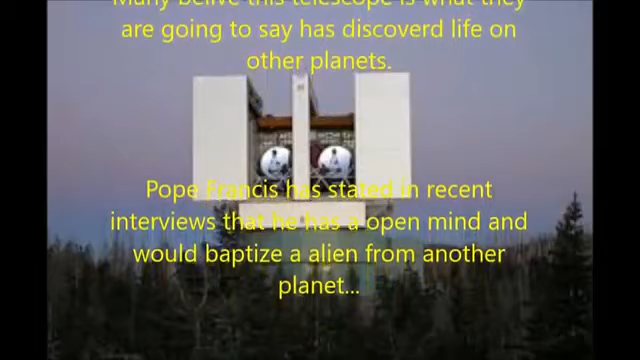 Many belive this telescope is what they
are going to say has discoverd life on
other planets.
Pope Francis has stated in recent
interviews that he has a open mind and
would baptize a alien from another
planet...